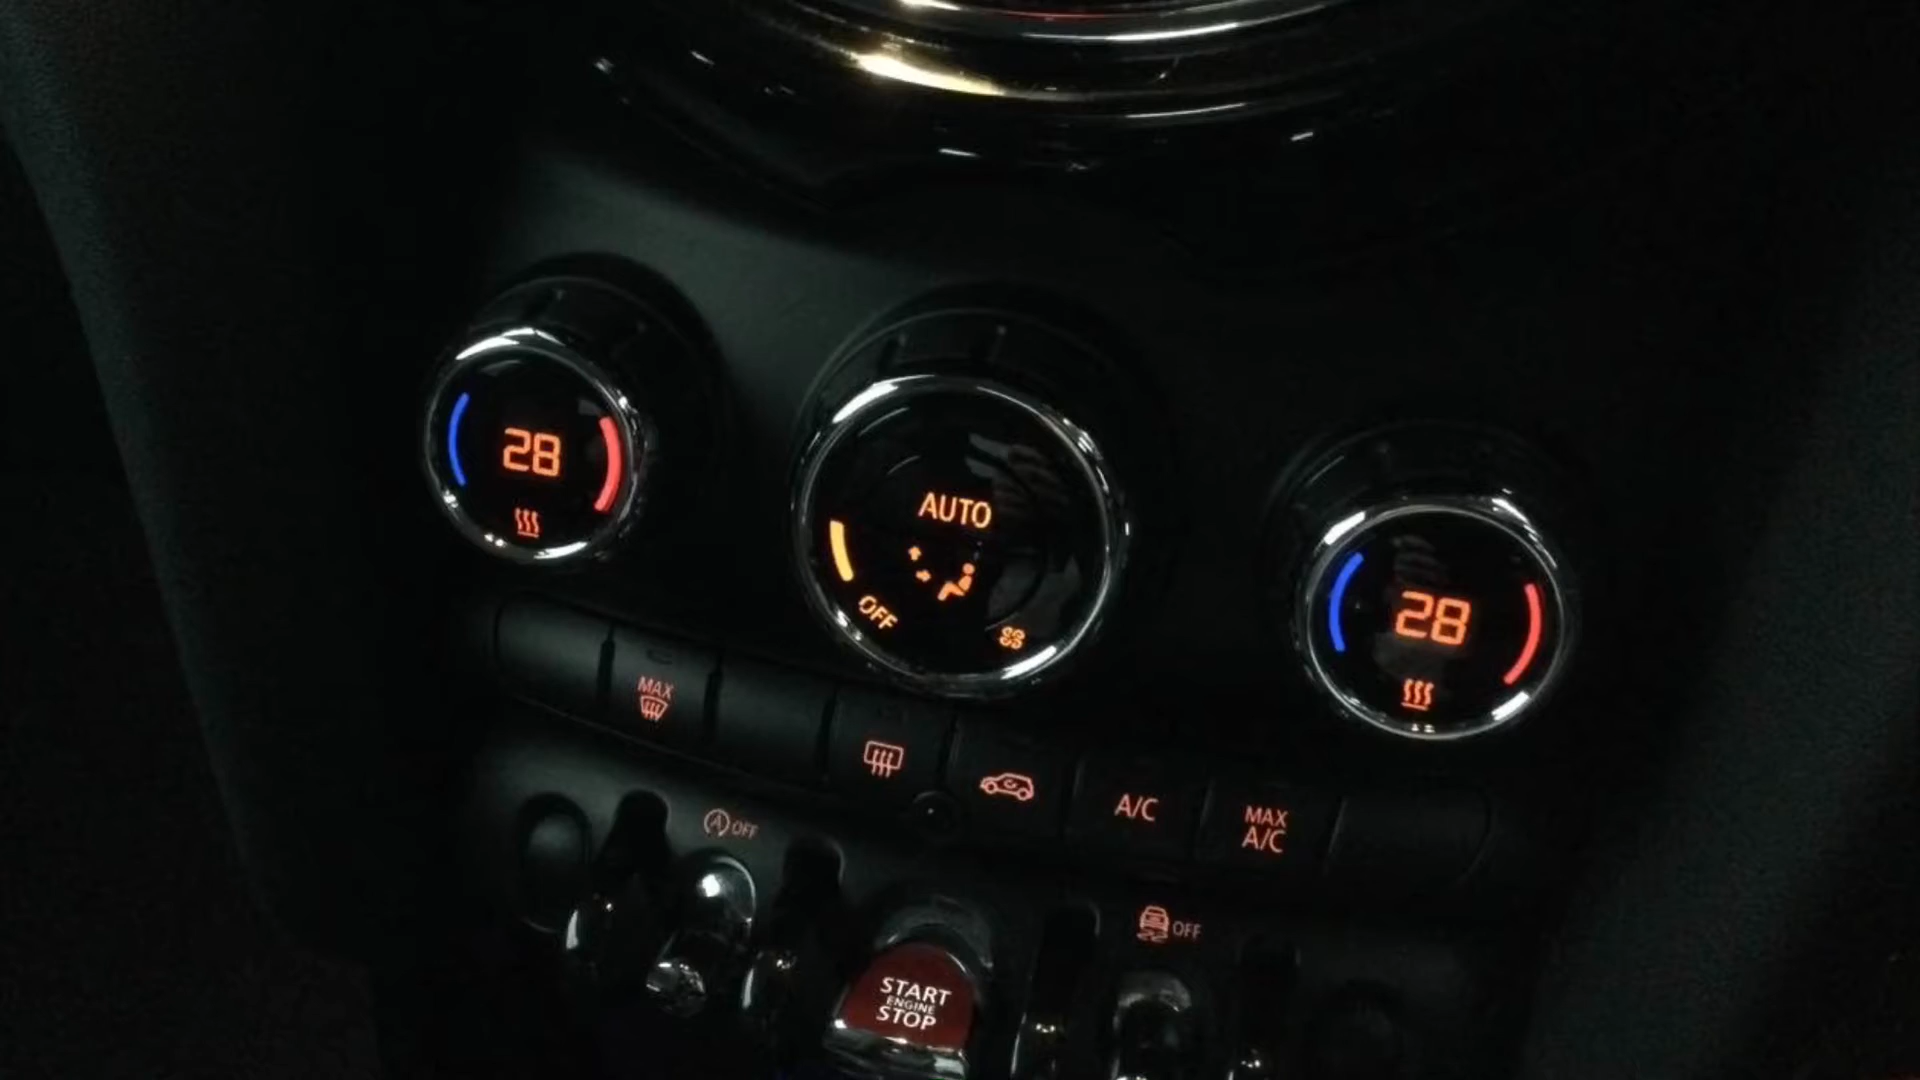 28
AUTO
OFF
28
MAX
A/C
MAX
A/C
OFF
OFF
START
ENGINE
STOP